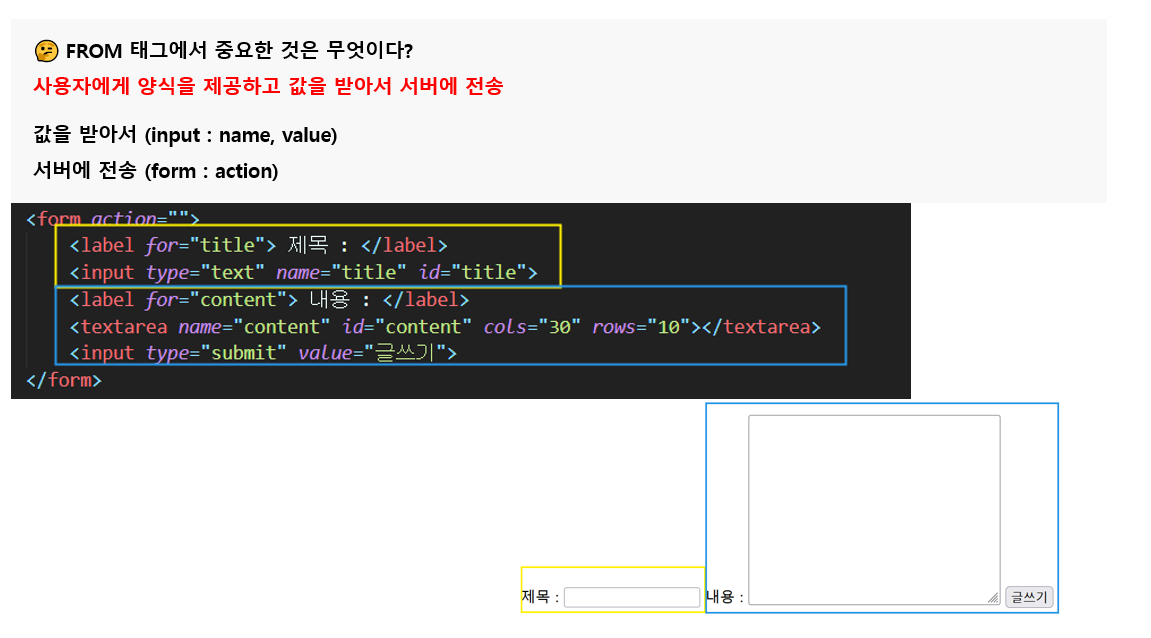 🤔 FROM 태그에서 중요한 것은 무엇이다?
사용자에게 양식을 제공하고 값을 받아서 서버에 전송
값을 받아서 (input : name, value)
서버에 전송 (form : action)
<form action="">
<label for="title"> 제목 : </label>
<input type="text" name="title" id="title">
<label for="content"> 내용 : </label>
<textarea name="content" id="content" cols="30" rows="10"></textarea>
<input type="submit" value="글쓰기">
</form>
제목 : 내용 : 글쓰기